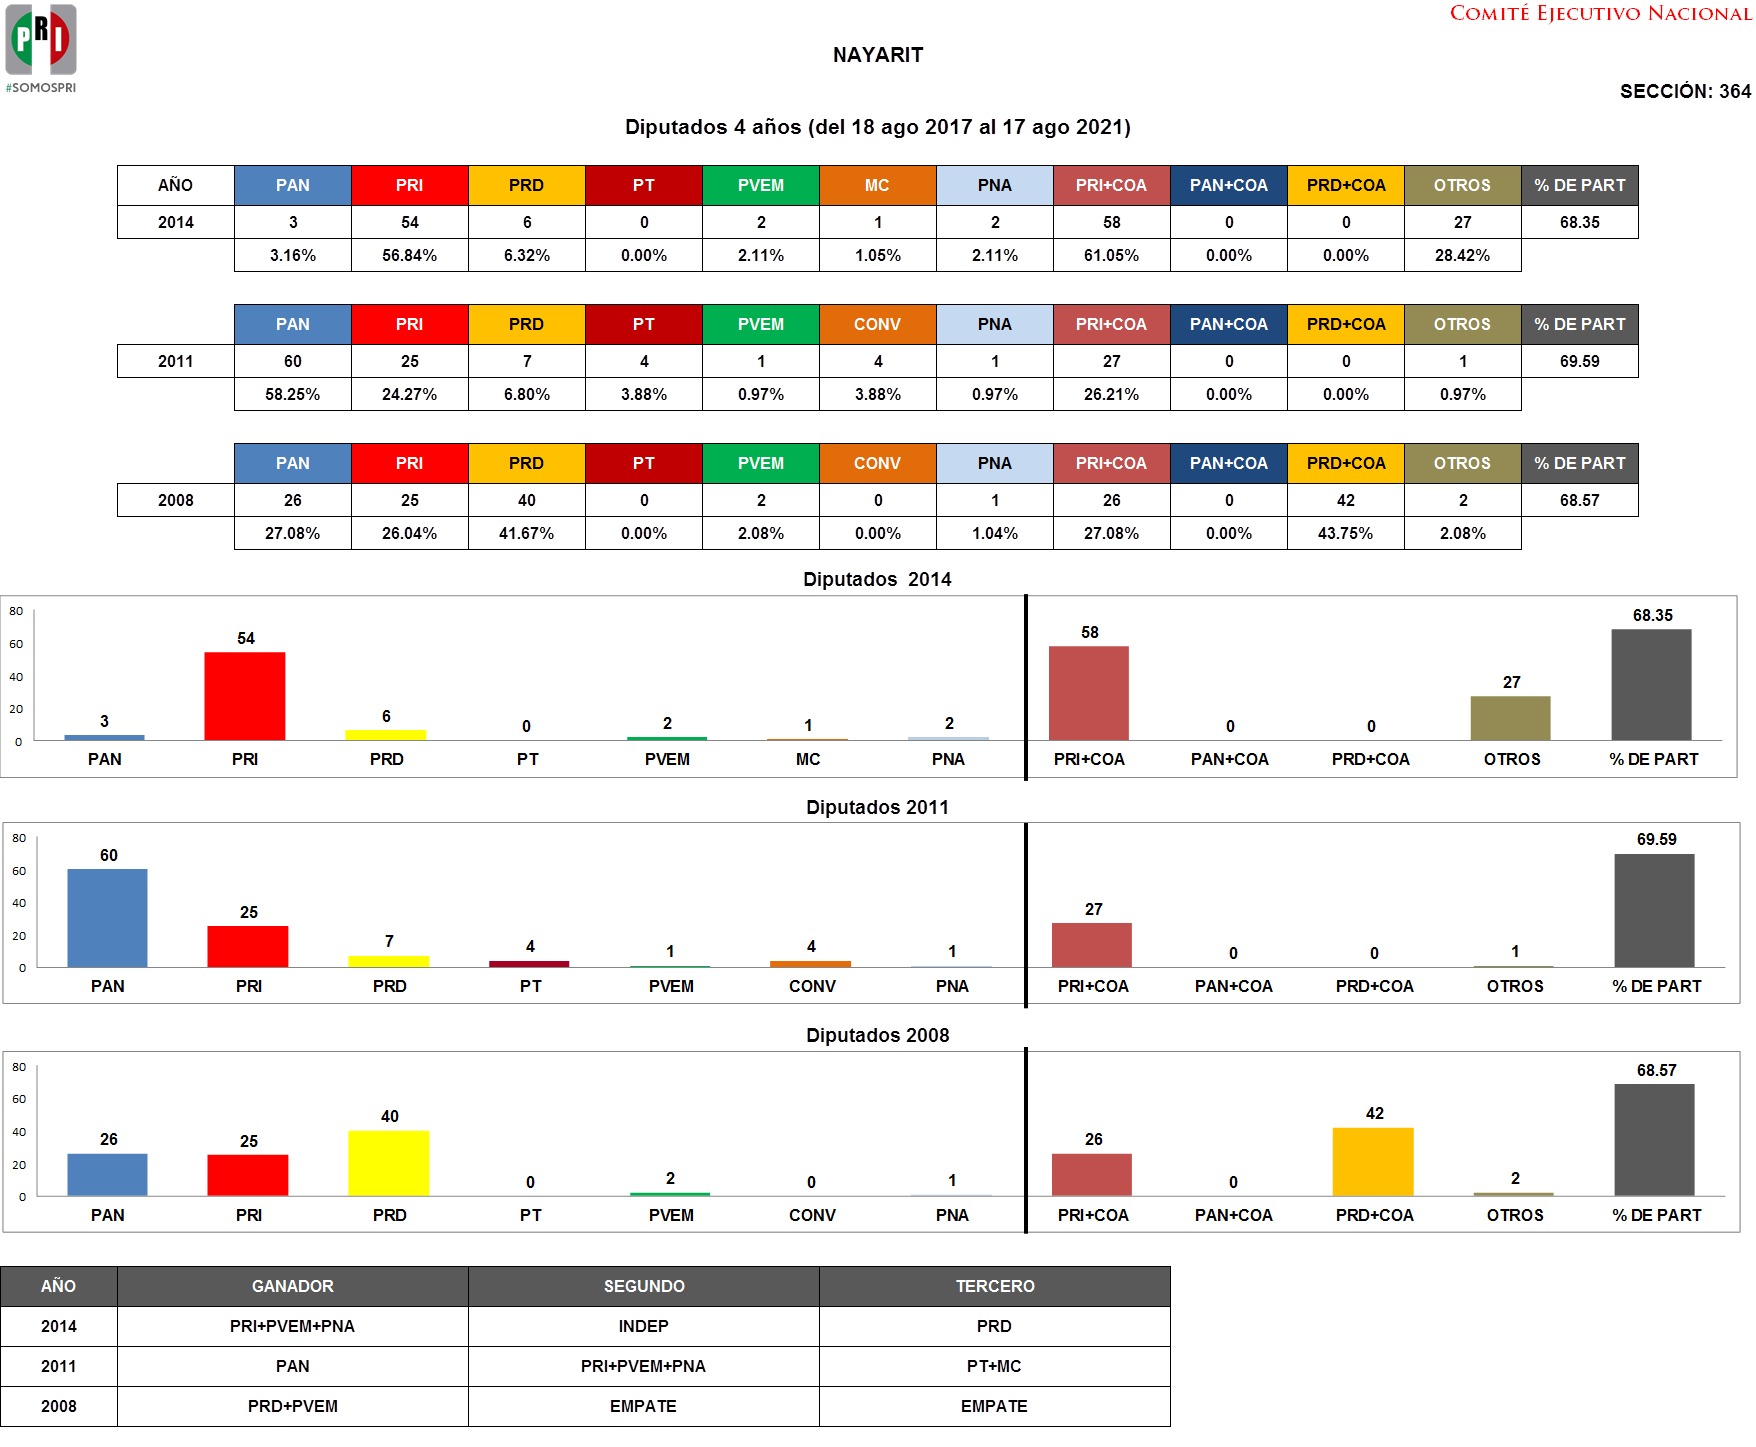 PRI
#SOMOSPRI
COMITÉ EJECUTIVO NACIONAL
NAYARIT
SECCIÓN: 364
Diputados 4 años (del 18 ago 2017 al 17 ago 2021)
AÑO PAN PRI PRD PT PVEM MC PNA PRI+COA PAN+COA PRD+COA OTROS % DE PART
2014 3 54 6 0 2 1 2 58 0 0 27 68.35
3.16% 56.84% 6.32% 0.00% 2.11% 1.05% 2.11% 61.05% 0.00% 0.00% 28.42%
PAN PRI PRD PT PVEM CONV PNA PRI+COA PAN+COA PRD+COA OTROS % DE PART
2011 60 25 7 4 1 4 1 27 0 0 1 69.59
58.25% 24.27% 6.80% 3.88% 0.97% 3.88% 0.97% 26.21% 0.00% 0.00% 0.97%
PAN PRI PRD PT PVEM CONV PNA PRI+COA PAN+COA PRD+COA OTROS % DE PART
2008 26 25 40 0 2 0 1 26 0 42 2 68.57
27.08% 26.04% 41.67% 0.00% 2.08% 0.00% 1.04% 27.08% 0.00% 43.75% 2.08%
Diputados 2014
80
60
40
20
0
3 54 6 0 2 1 2 58 0 0 27 68.35
PAN PRI PRD PT PVEM MC PNA PRI+COA PAN+COA PRD+COA OTROS % DE PART
Diputados 2011
80
60
40
20
0
60 25 7 4 1 4 1 27 0 0 1 69.59
PAN PRI PRD PT PVEM CONV PNA PRI+COA PAN+COA PRD+COA OTROS % DE PART
Diputados 2008
80
60
40
20
0
26 25 40 0 2 0 1 26 0 42 2 68.57
PAN PRI PRD PT PVEM CONV PNA PRI+COA PAN+COA PRD+COA OTROS % DE PART
AÑO GANADOR SEGUNDO TERCERO
2014 PRI+PVEM+PNA INDEP PRD
2011 PAN PRI+PVEM+PNA PT+MC
2008 PRD+PVEM EMPATE EMPATE